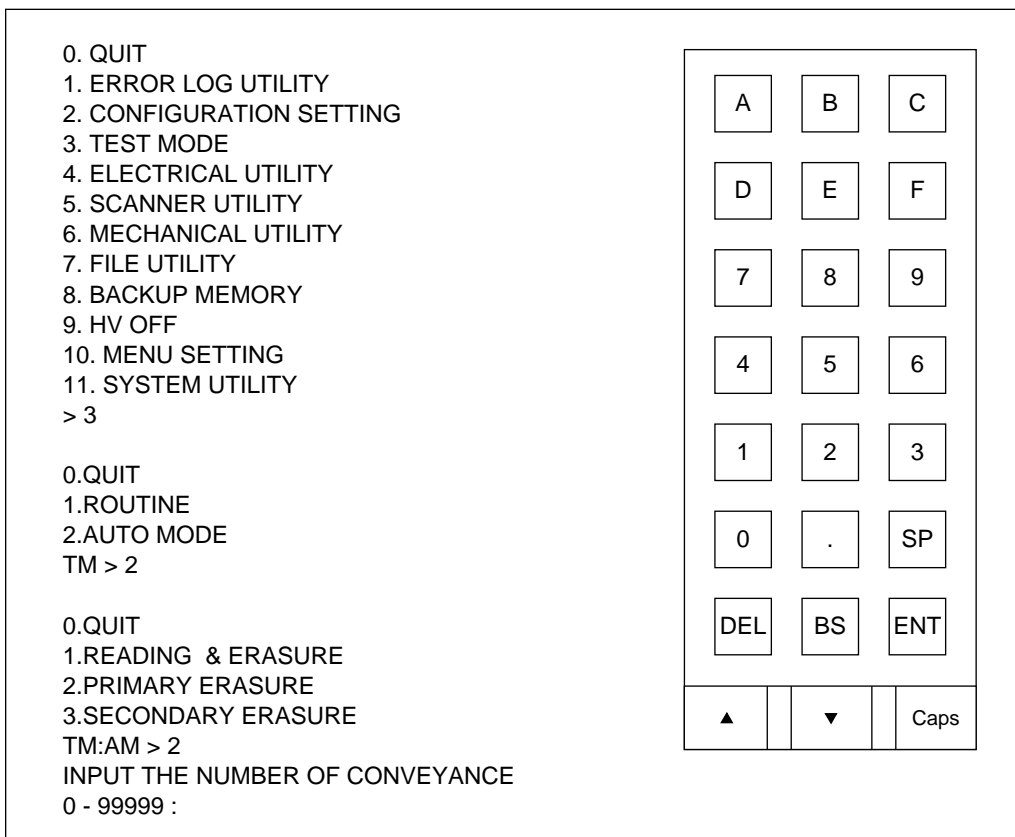 0. QUIT
1. ERROR LOG UTILITY
2. CONFIGURATION SETTING
3. TEST MODE
4. ELECTRICAL UTILITY
5. SCANNER UTILITY
6. MECHANICAL UTILITY
7. FILE UTILITY
8. BACKUP MEMORY
9. HV OFF
10. MENU SETTING
11. SYSTEM UTILITY
> 3
0.QUIT
1.ROUTINE
2.AUTO MODE
TM > 2
0.QUIT
1.READING & ERASURE
2.PRIMARY ERASURE
3.SECONDARY ERASURE
TM:AM > 2
INPUT THE NUMBER OF CONVEYANCE
0 - 99999 :
A B C
D E F
7 8 9
4 5 6
1 2 3
0 . SP
DEL BS ENT
▲ ▼ Caps